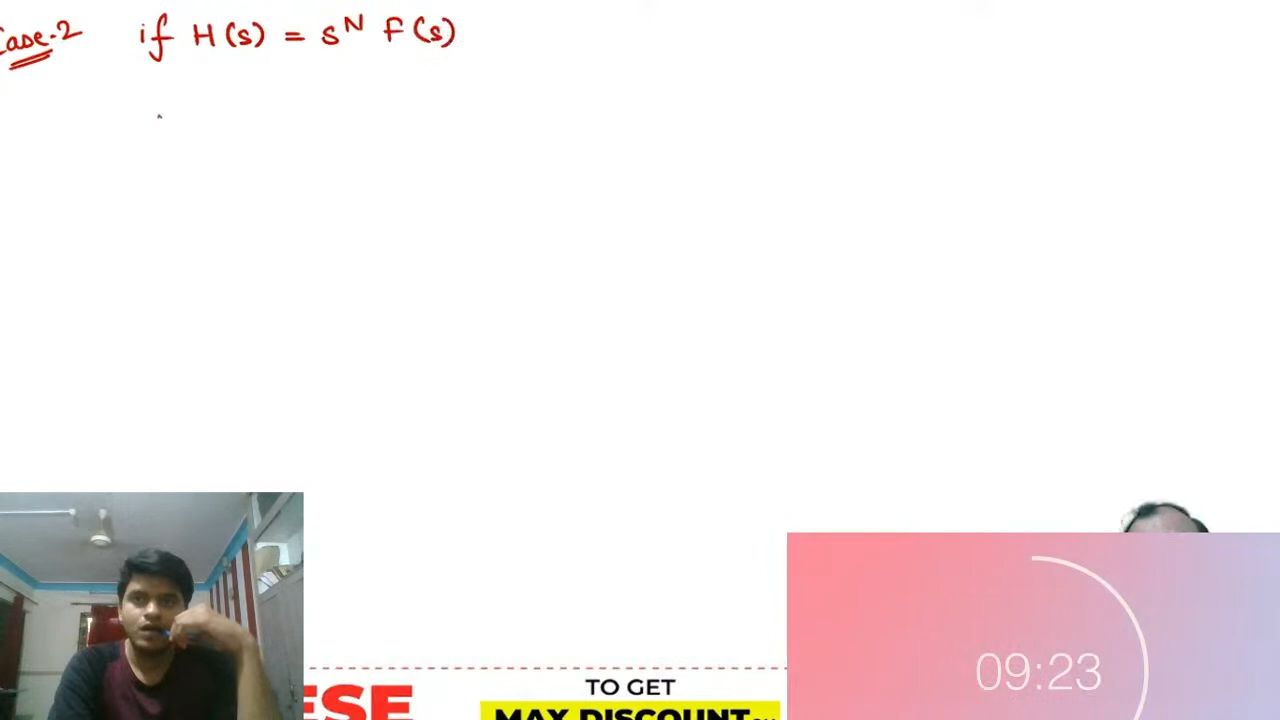 Case-2 if H(s) = s^N F(s)
TO GET
ESE
MAX DISCOUNT
09:23